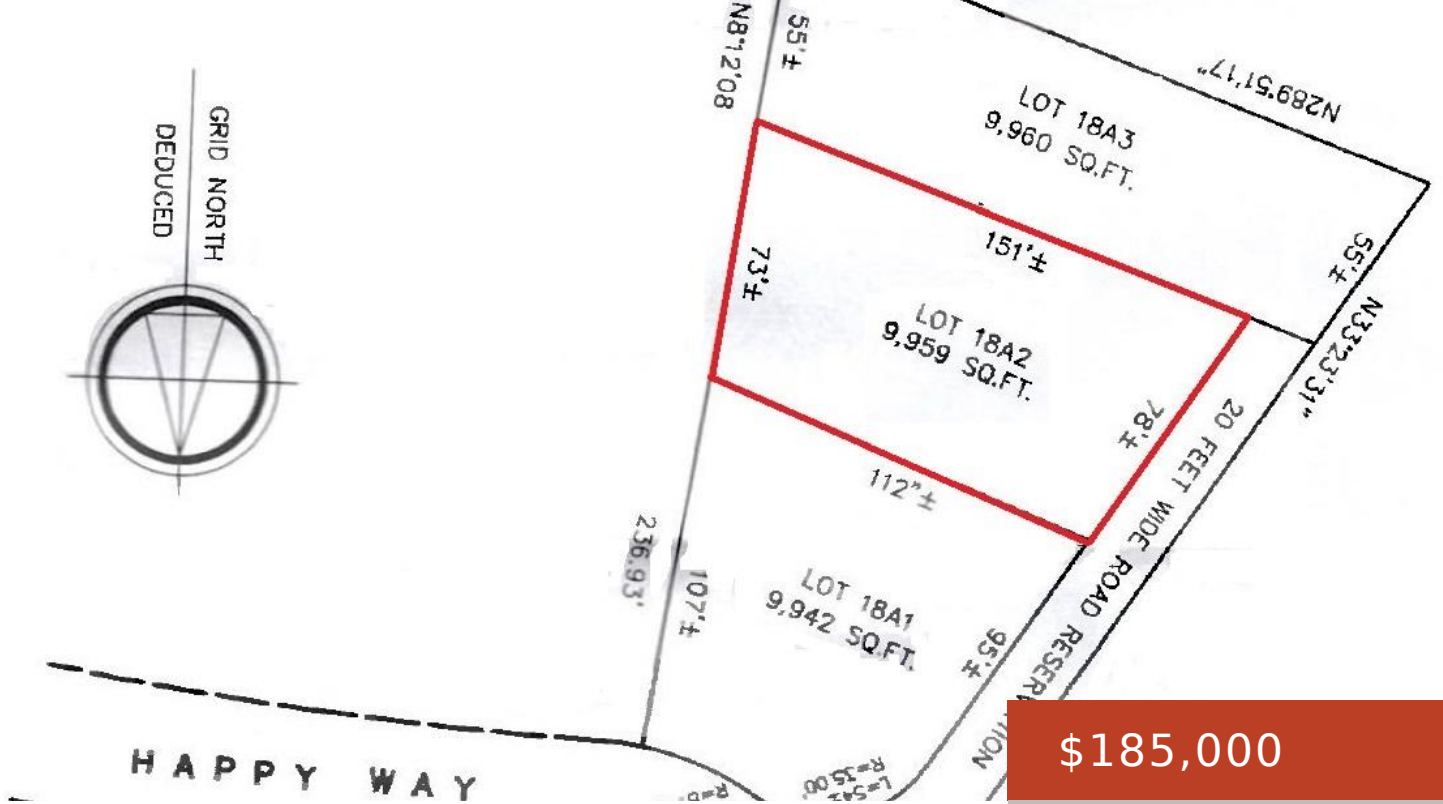 N8°12'08
55'±
N289°51'17"
LOT 18A3
9,960 SQ.FT.
GRID NORTH
DEDUCED
151'±
55'±
73'±
N33°23'31"
LOT 18A2
9,959 SQ.FT.
78'±
20 FEET WIDE ROAD RESERVATION
112"±
236.93'
107'±
LOT 18A1
9,942 SQ.FT.
95'±
HAPPY WAY
R=35.00'
$185,000